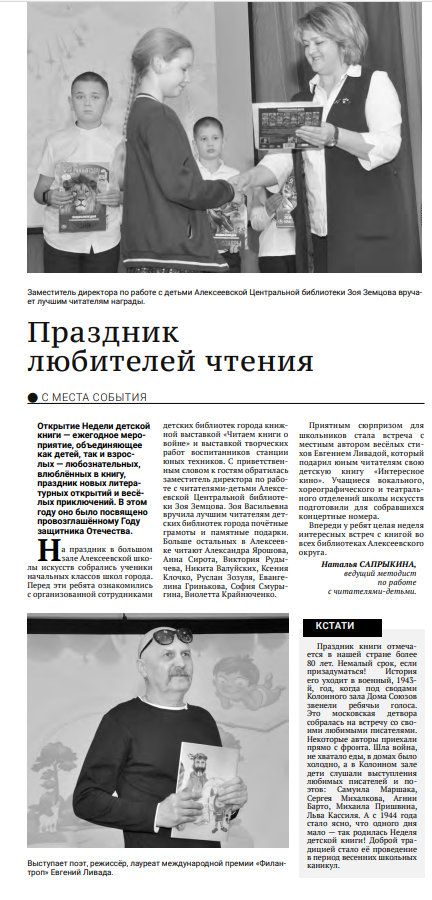 Заместитель директора по работе с детьми Алексеевской Центральной библиотеки Зоя Земцова вруча-
ет лучшим читателям награды.
Праздник
любителей чтения
С МЕСТА СОБЫТИЯ
Открытие Недели детской
книги — ежегодное меро-
приятие, объединяющее
как детей, так и взрос-
лых — любознательных,
влюблённых в книгу,
праздник новых литера-
турных открытий и весё-
лых приключений. В этом
году оно было посвящено
провозглашённому Году
защитника Отечества.
На праздник в большом
зале Алексеевской шко-
лы искусств собрались ученики
начальных классов школ города.
Перед эти ребята ознакомились
с организованной сотрудниками
детских библиотек города книж-
ной выставкой «Читаем книги о
войне» и выставкой творческих
работ воспитанников станции
юных техников. С приветствен-
ным словом к гостям обратилась
заместитель директора по рабо-
те с читателями-детьми Алексе-
евской Центральной библиоте-
ки Зоя Земцова. Зоя Васильевна
вручила лучшим читателям дет-
ских библиотек города почётные
грамоты и памятные подарки.
Больше остальных в Алексеев-
ке читают Александра Ярошова,
Анна Сирота, Виктория Руды-
чева, Никита Валуйских, Ксения
Клочко, Руслан Зозуля, Еванге-
лина Гринькова, София Смуры-
гина, Виолетта Крайнюченко.
Приятным сюрпризом для
школьников стала встреча с
местным автором весёлых сти-
хов Евгением Ливадой, который
подарил юным читателям свою
детскую книгу «Интересное
кино». Учащиеся вокального,
хореографического и театраль-
ного отделений школы искусств
подготовили для собравшихся
концертные номера.
Впереди у ребят целая неделя
интересных встреч с книгой во
всех библиотеках Алексеевского
округа.
Наталья САПРЫКИНА,
ведущий методист
по работе
с читателями-детьми.
КСТАТИ
Праздник книги отмеча-
ется в нашей стране более
80 лет. Немалый срок, если
призадуматься! История
его уходит в военный, 1943-
й, год, когда под сводами
Колонного зала Дома Союзов
звенели ребячьи голоса.
Это московская детвора
собралась на встречу со сво-
ими любимыми писателями.
Некоторые авторы приехали
прямо с фронта. Шла война,
не хватало еды, в домах было
холодно, а в Колонном зале
дети слушали выступления
любимых писателей и по-
этов: Самуила Маршака,
Сергея Михалкова, Агнии
Барто, Михаила Пришвина,
Льва Кассиля. А с 1944 года
стало ясно, что одного дня
мало — так родилась Неделя
детской книги! Доброй тра-
дицией стало её проведение
в период весенних школьных
каникул.
Выступает поэт, режиссёр, лауреат международной премии «Филан-
троп» Евгений Ливада.